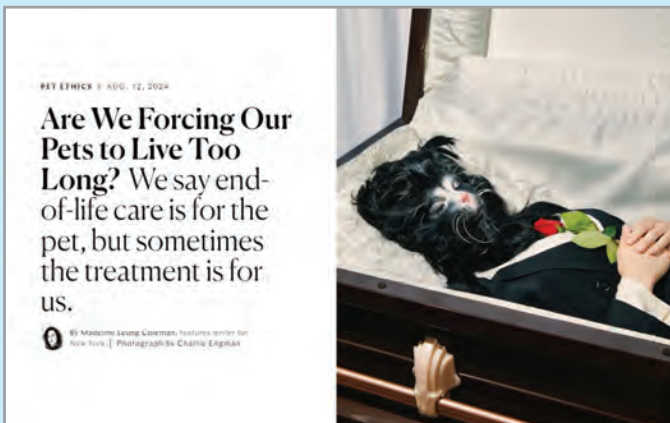 PET ETHICS | AUG. 12, 2024
Are We Forcing Our
Pets to Live Too
Long? We say end-
of-life care is for the
pet, but sometimes
the treatment is for
us.
By Madeline Leung Coleman, features writer for
New York. | Photograph by Charlie Engman